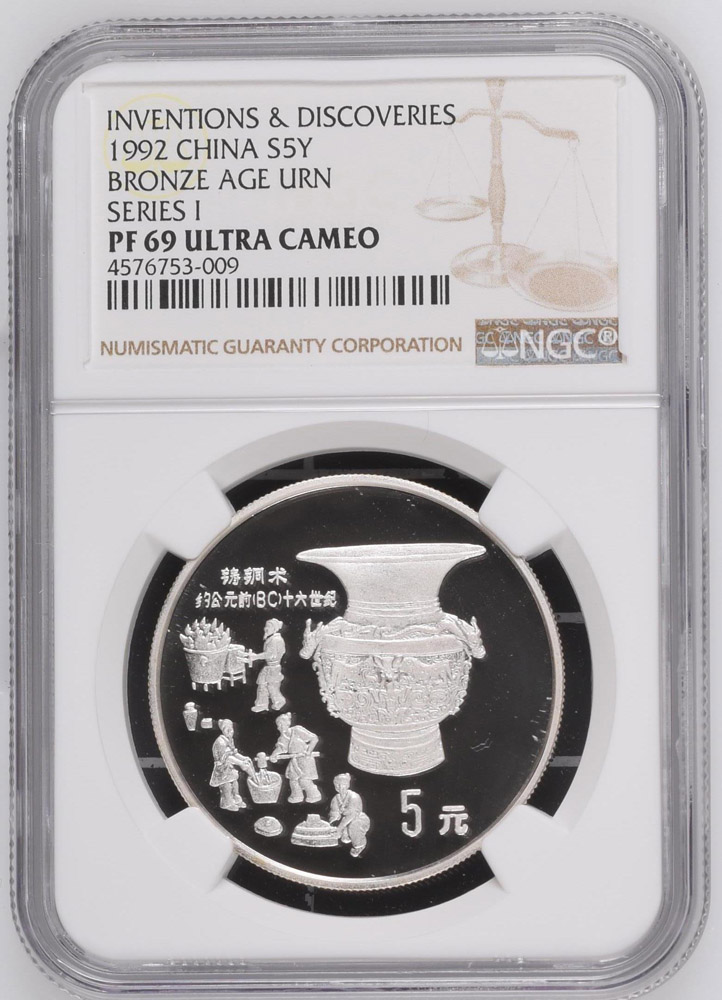 INVENTIONS & DISCOVERIES
1992 CHINA S5Y
BRONZE AGE URN
SERIES I
PF 69 ULTRA CAMEO
4576753-009
NUMISMATIC GUARANTY CORPORATION
NGC®
铸铜术
约公元前(BC)十六世纪
5元